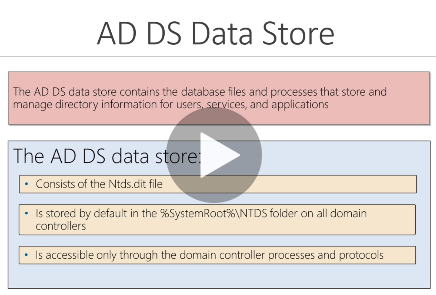 AD DS Data Store
The AD DS data store contains the database files and processes that store and
manage directory information for users, services, and applications
The AD DS data store:
• Consists of the Ntds.dit file
• Is stored by default in the %SystemRoot%\NTDS folder on all domain
controllers
• Is accessible only through the domain controller processes and protocols